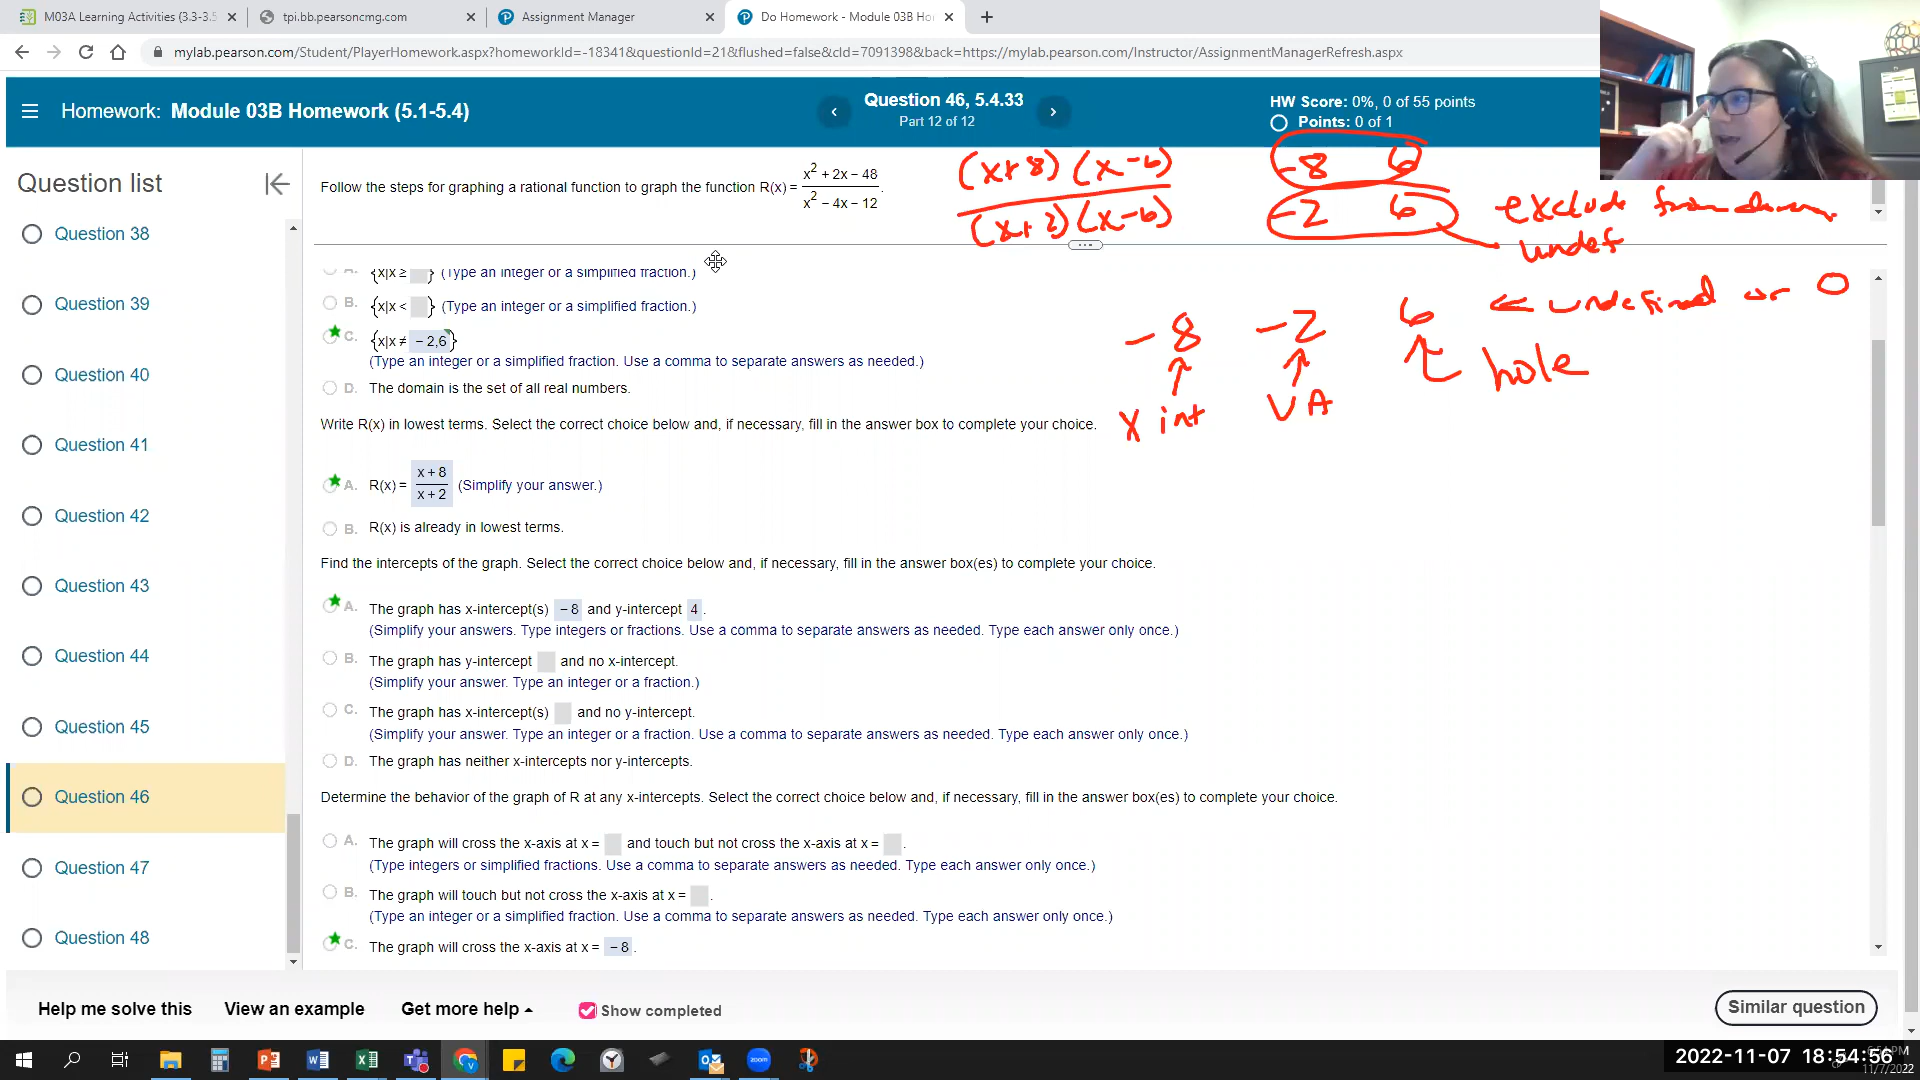 M03A Learning Activities (3.3-3.5
tpi.bb.pearsoncmg.com
Assignment Manager
Do Homework - Module 03B Ho
mylab.pearson.com/Student/PlayerHomework.aspx?homeworkId=-18341&questionId=21&flushed=false&cId=7091398&back=https://mylab.pearson.com/Instructor/AssignmentManagerRefresh.aspx
Homework: Module 03B Homework (5.1-5.4)
Question 46, 5.4.33
Part 12 of 12
HW Score: 0%, 0 of 55 points
Points: 0 of 1
Question list
Question 38
Question 39
Question 40
Question 41
Question 42
Question 43
Question 44
Question 45
Question 46
Question 47
Question 48
Follow the steps for graphing a rational function to graph the function R(x) = x² + 2x − 48 / x² − 4x − 12.
(x+8)(x−6)
(x+2)(x−6)
−8 6
−2 6
exclude from
undef
−8 −2 6 ← undefined or 0
x int VA hole
A. {x|x ≥ } (Type an integer or a simplified fraction.)
B. {x|x < } (Type an integer or a simplified fraction.)
C. {x|x ≠ − 2,6}
(Type an integer or a simplified fraction. Use a comma to separate answers as needed.)
D. The domain is the set of all real numbers.
Write R(x) in lowest terms. Select the correct choice below and, if necessary, fill in the answer box to complete your choice.
A. R(x) = x + 8 / x + 2 (Simplify your answer.)
B. R(x) is already in lowest terms.
Find the intercepts of the graph. Select the correct choice below and, if necessary, fill in the answer box(es) to complete your choice.
A. The graph has x-intercept(s) − 8 and y-intercept 4.
(Simplify your answers. Type integers or fractions. Use a comma to separate answers as needed. Type each answer only once.)
B. The graph has y-intercept and no x-intercept.
(Simplify your answer. Type an integer or a fraction.)
C. The graph has x-intercept(s) and no y-intercept.
(Simplify your answer. Type an integer or a fraction. Use a comma to separate answers as needed. Type each answer only once.)
D. The graph has neither x-intercepts nor y-intercepts.
Determine the behavior of the graph of R at any x-intercepts. Select the correct choice below and, if necessary, fill in the answer box(es) to complete your choice.
A. The graph will cross the x-axis at x = and touch but not cross the x-axis at x = .
(Type integers or simplified fractions. Use a comma to separate answers as needed. Type each answer only once.)
B. The graph will touch but not cross the x-axis at x = .
(Type an integer or a simplified fraction. Use a comma to separate answers as needed. Type each answer only once.)
C. The graph will cross the x-axis at x = − 8.
Help me solve this
View an example
Get more help
Show completed
Similar question
2022-11-07 18:54:56
11/7/2022